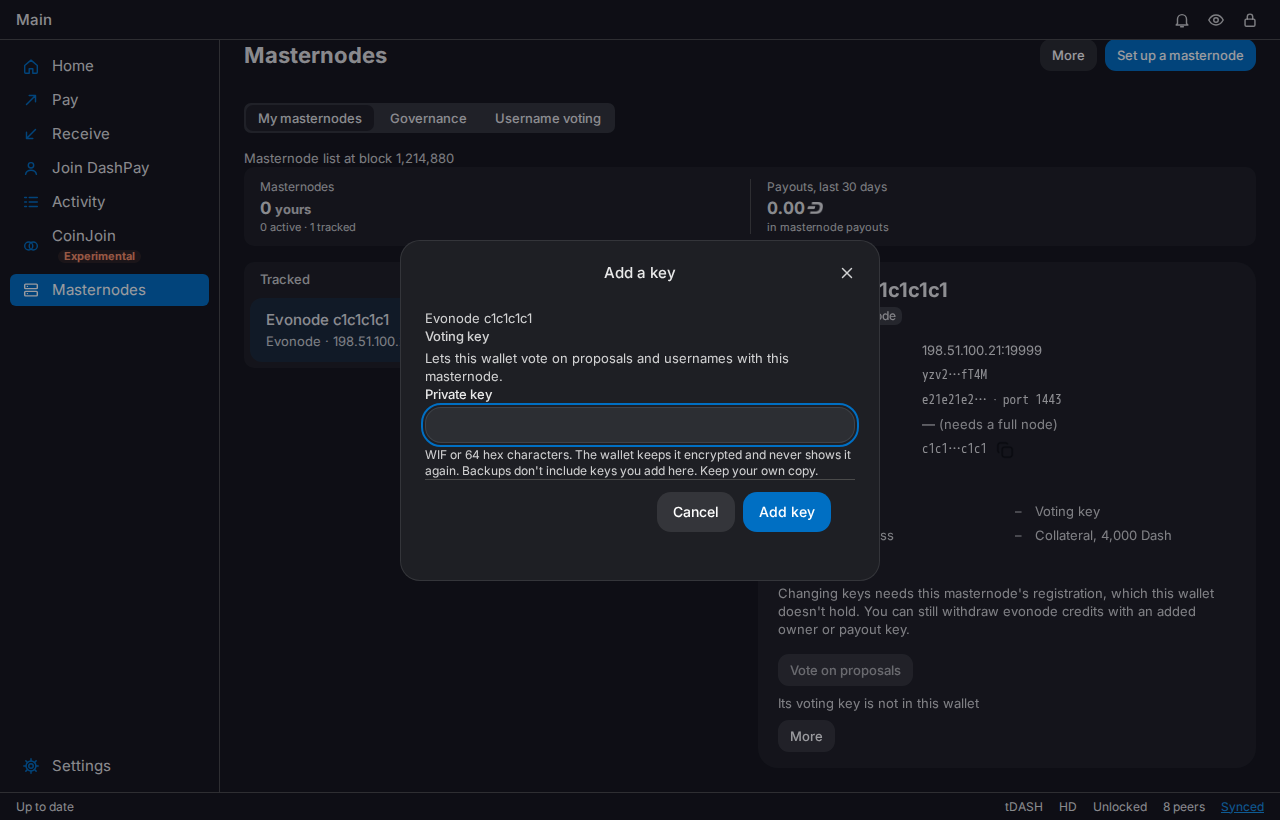 Main
Home
Pay
Receive
Join DashPay
Activity
CoinJoin
Experimental
Masternodes
Settings
Masternodes
More
Set up a masternode
My masternodes
Governance
Username voting
Masternode list at block 1,214,880
Masternodes
0 yours
0 active · 1 tracked
Payouts, last 30 days
0.00
in masternode payouts
Tracked
Evonode c1c1c1c1
Evonode · 198.51.100.
Add a key
Evonode c1c1c1c1
Voting key
Lets this wallet vote on proposals and usernames with this
masternode.
Private key
WIF or 64 hex characters. The wallet keeps it encrypted and never shows it
again. Backups don't include keys you add here. Keep your own copy.
Cancel
Add key
1c1c1c1
198.51.100.21:19999
yzv2…fT4M
e21e21e2… · port 1443
— (needs a full node)
c1c1…c1c1
– Voting key
– Collateral, 4,000 Dash
Changing keys needs this masternode's registration, which this wallet
doesn't hold. You can still withdraw evonode credits with an added
owner or payout key.
Vote on proposals
Its voting key is not in this wallet
More
Up to date
tDASH
HD
Unlocked
8 peers
Synced